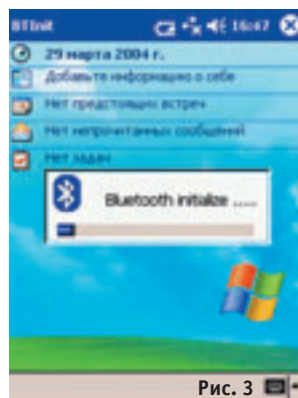 BTInit 16:47
29 марта 2004 г.
Добавьте информацию о себе
Нет предстоящих встреч
Нет непрочитанных сообщений
Нет задач
Bluetooth initialize .....
Рис. 3